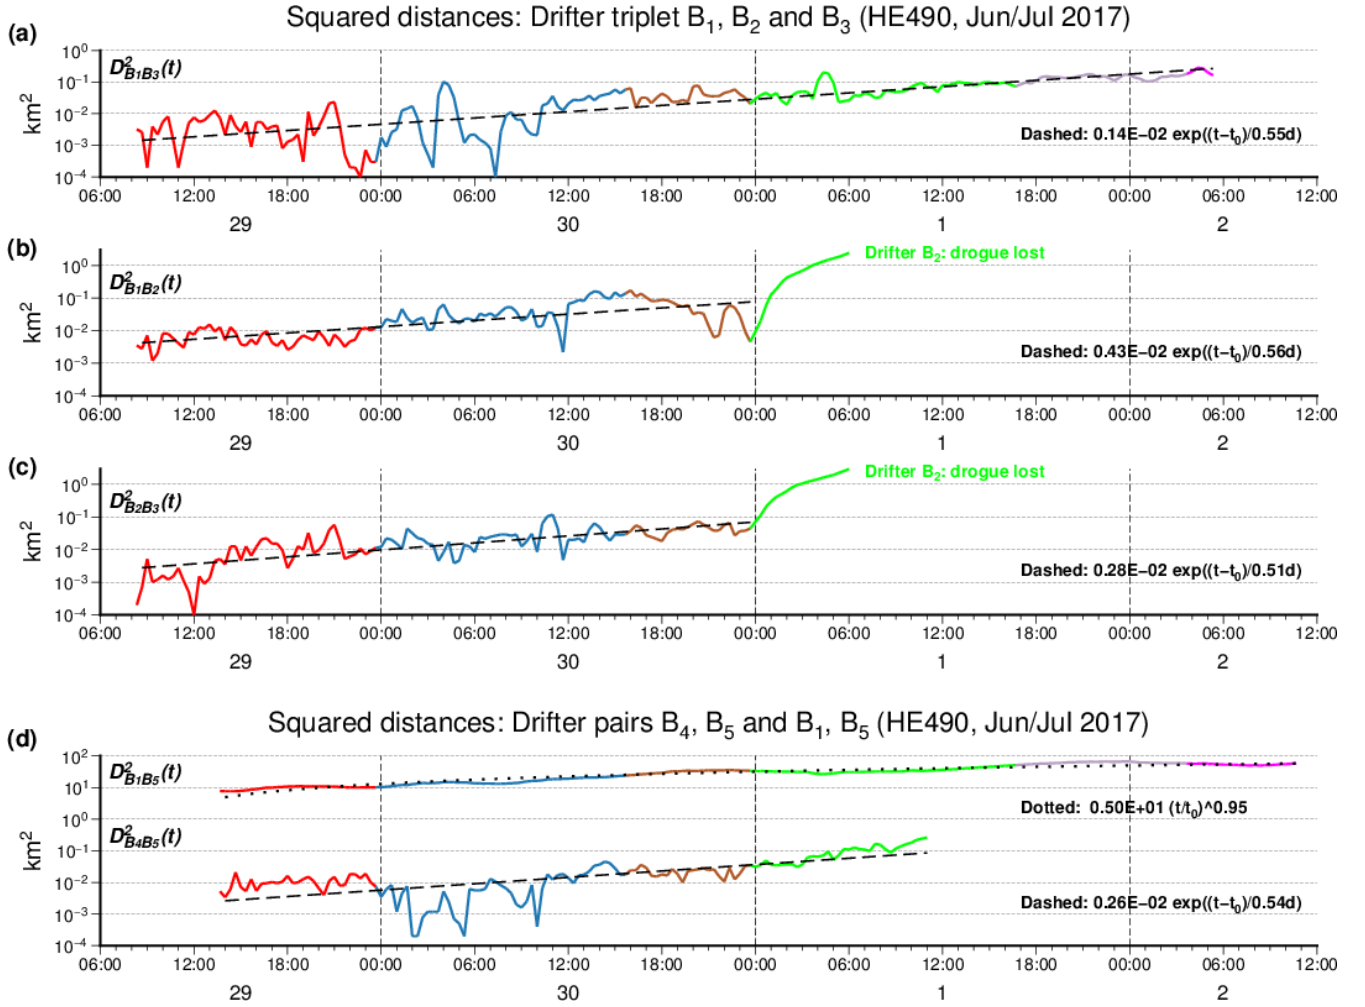 Squared distances: Drifter triplet B₁, B₂ and B₃ (HE490, Jun/Jul 2017)
(a)
D²B1B3(t)
km²
10⁰
10⁻¹
10⁻²
10⁻³
10⁻⁴
Dashed: 0.14E−02 exp((t−t₀)/0.55d)
06:00 12:00 18:00 00:00 06:00 12:00 18:00 00:00 06:00 12:00 18:00 00:00 06:00 12:00
29 30 1 2
(b)
D²B1B2(t)
Drifter B₂: drogue lost
km²
10⁰
10⁻¹
10⁻²
10⁻³
10⁻⁴
Dashed: 0.43E−02 exp((t−t₀)/0.56d)
06:00 12:00 18:00 00:00 06:00 12:00 18:00 00:00 06:00 12:00 18:00 00:00 06:00 12:00
29 30 1 2
(c)
D²B2B3(t)
Drifter B₂: drogue lost
km²
10⁰
10⁻¹
10⁻²
10⁻³
10⁻⁴
Dashed: 0.28E−02 exp((t−t₀)/0.51d)
06:00 12:00 18:00 00:00 06:00 12:00 18:00 00:00 06:00 12:00 18:00 00:00 06:00 12:00
29 30 1 2
Squared distances: Drifter pairs B₄, B₅ and B₁, B₅ (HE490, Jun/Jul 2017)
(d)
D²B1B5(t)
Dotted: 0.50E+01 (t/t₀)^0.95
D²B4B5(t)
km²
10²
10¹
10⁰
10⁻¹
10⁻²
10⁻³
10⁻⁴
Dashed: 0.26E−02 exp((t−t₀)/0.54d)
06:00 12:00 18:00 00:00 06:00 12:00 18:00 00:00 06:00 12:00 18:00 00:00 06:00 12:00
29 30 1 2